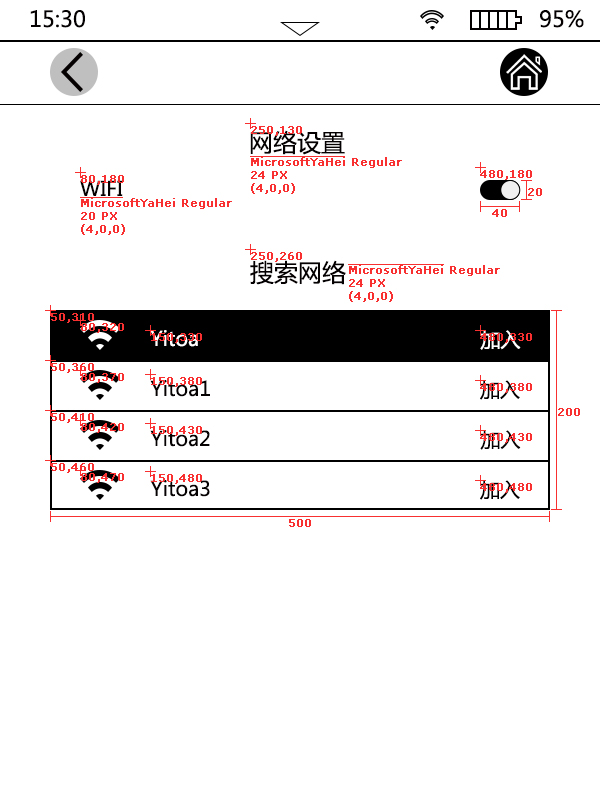 15:30
95%
250,130
网络设置
MicrosoftYaHei Regular
24 PX
(4,0,0)
80,180
WIFI
MicrosoftYaHei Regular
20 PX
(4,0,0)
480,180
20
40
250,260
搜索网络
MicrosoftYaHei Regular
24 PX
(4,0,0)
50,310
80,320
150,330
Yitoa
480,330
加入
50,360
80,370
150,380
Yitoa1
480,380
加入
200
50,410
80,420
150,430
Yitoa2
480,430
加入
50,460
80,470
150,480
Yitoa3
480,480
加入
500